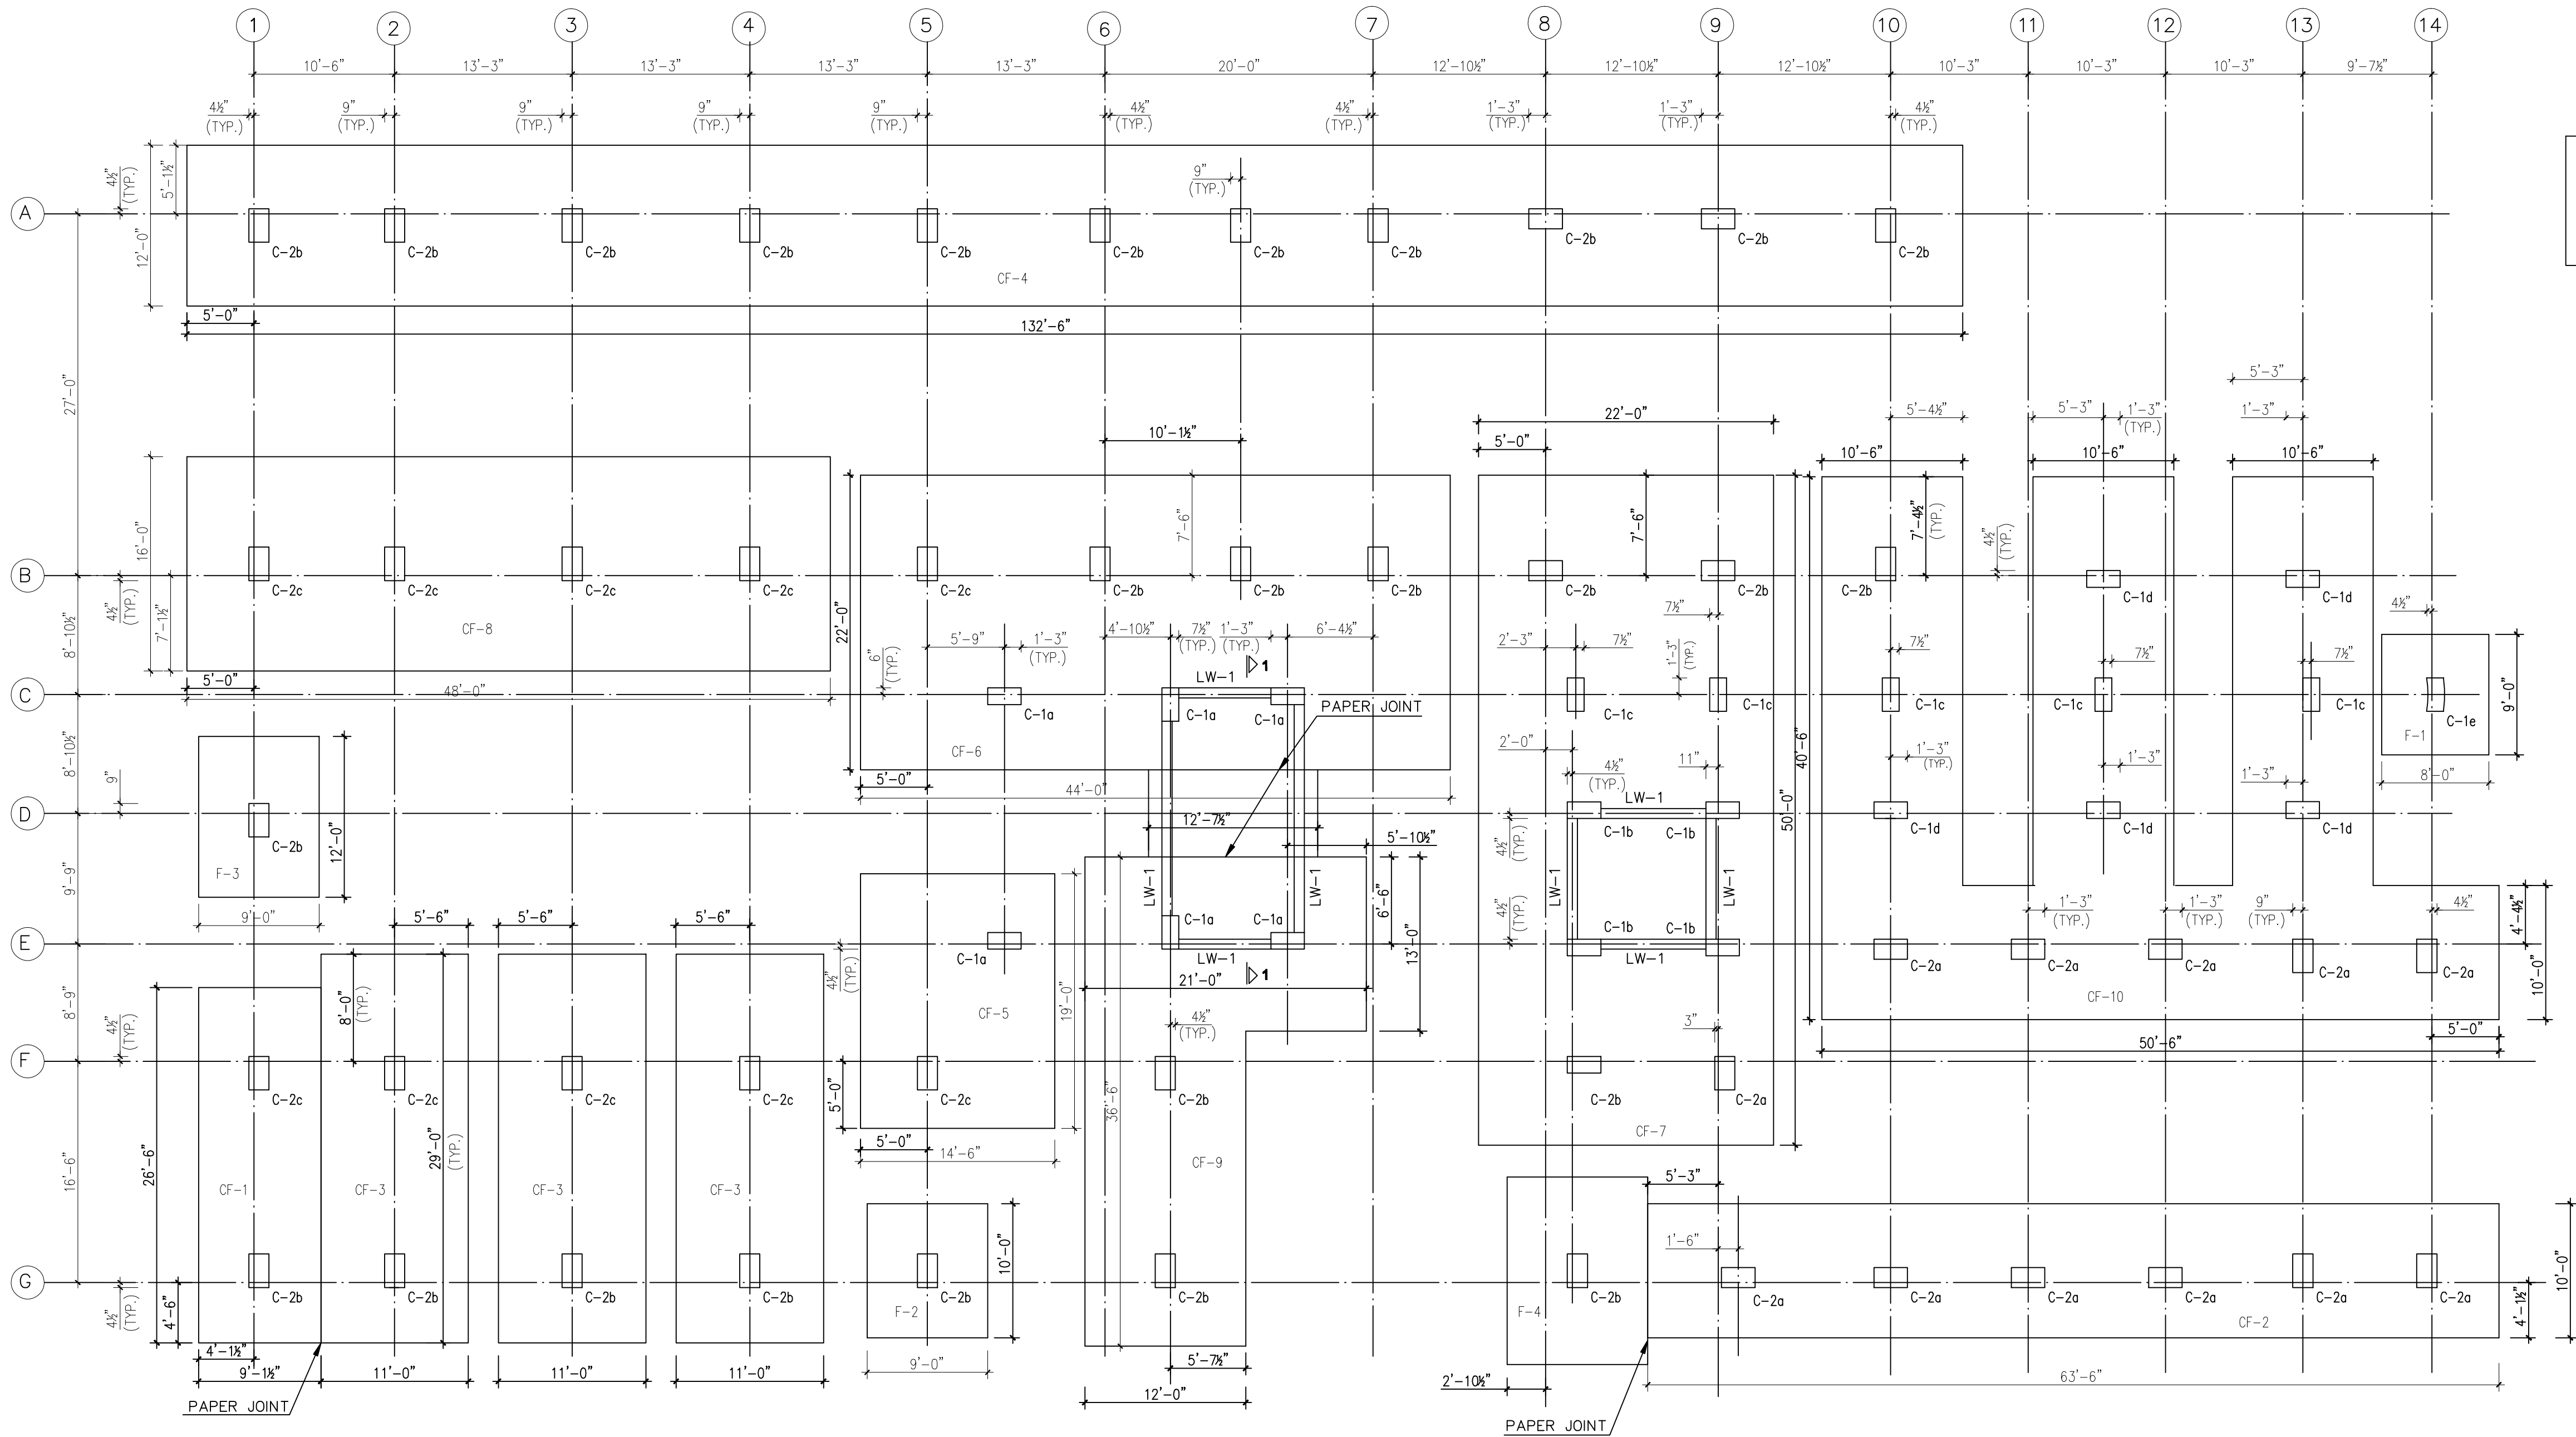 1 2 3 4 5 6 7 8 9 10 11 12 13 14
10'-6" 13'-3" 13'-3" 13'-3" 13'-3" 20'-0" 12'-10½" 12'-10½" 12'-10½" 10'-3" 10'-3" 10'-3" 9'-7½"
4½" 9" 9" 9" 9" 4½" 4½" 1'-3" 1'-3" 4½"
(TYP.) (TYP.) (TYP.) (TYP.) (TYP.) (TYP.) (TYP.) (TYP.) (TYP.) (TYP.)
4½" (TYP.) 5'-1½" 12'-0"
9"
(TYP.)
A
C-2b C-2b C-2b C-2b C-2b C-2b C-2b C-2b C-2b C-2b C-2b
CF-4
5'-0"
132'-6"
27'-0"
5'-3"
22'-0" 5'-4½" 5'-3" 1'-3" (TYP.) 1'-3"
10'-1½" 5'-0" 10'-6" 10'-6" 10'-6"
16'-0" 7'-6" 7'-6" 7'-4½" (TYP.) 4½" (TYP.)
B
C-2c C-2c C-2c C-2c C-2c C-2b C-2b C-2b C-2b C-2b C-2b C-1d C-1d
4½" (TYP.) 7'-1½" 22'-0"
8'-10½"
CF-8
7½" 4½"
5'-9" 1'-3" (TYP.) 4'-10½" 7½" (TYP.) 1'-3" (TYP.) 6'-4½" 2'-3" 7½" 7½" 7½" 7½"
6" (TYP.) 1 1'-3" (TYP.)
LW-1
5'-0"
48'-0"
C
C-1a C-1a C-1a C-1c C-1c C-1c C-1c C-1c C-1e
PAPER JOINT
F-1 9'-0"
8'-0"
CF-6
2'-0" 11" 1'-3" (TYP.) 1'-3" 1'-3"
4½" (TYP.)
40'-6"
50'-0"
8'-10½"
9"
5'-0"
44'-0"
D
LW-1
C-2b C-1b C-1b C-1d C-1d C-1d
12'-7½"
5'-10½"
12'-0"
F-3
9'-0"
9'-9"
LW-1 LW-1 6'-6" 13'-0" 4½" (TYP.) LW-1 LW-1
4½" (TYP.)
5'-6" 5'-6" 5'-6" 1'-3" (TYP.) 1'-3" (TYP.) 9" (TYP.) 4½"
4'-4½"
C-1a C-1a C-1b C-1b
E
C-1a LW-1 LW-1 C-2a C-2a C-2a C-2a C-2a
1
21'-0"
10'-0"
CF-10
8'-9"
4½" (TYP.) 8'-0" (TYP.) 4½" (TYP.)
CF-5 19'-0"
4½" (TYP.)
3"
5'-0"
50'-6"
F
C-2c C-2c C-2c C-2c C-2c C-2b C-2b C-2a
5'-0" 36'-6"
CF-7
26'-6" 29'-0" (TYP.)
5'-0"
14'-6"
CF-9
16'-6"
CF-1 CF-3 CF-3 CF-3
5'-3"
1'-6"
10'-0"
G
C-2b C-2b C-2b C-2b C-2b C-2b C-2b C-2a C-2a C-2a C-2a C-2a C-2a
4½" (TYP.) 4'-6"
F-2
F-4
CF-2
4'-1½" 10'-0"
4'-1½"
9'-1½" 11'-0" 11'-0" 11'-0" 9'-0"
5'-7½"
12'-0"
2'-10½"
63'-6"
PAPER JOINT
PAPER JOINT